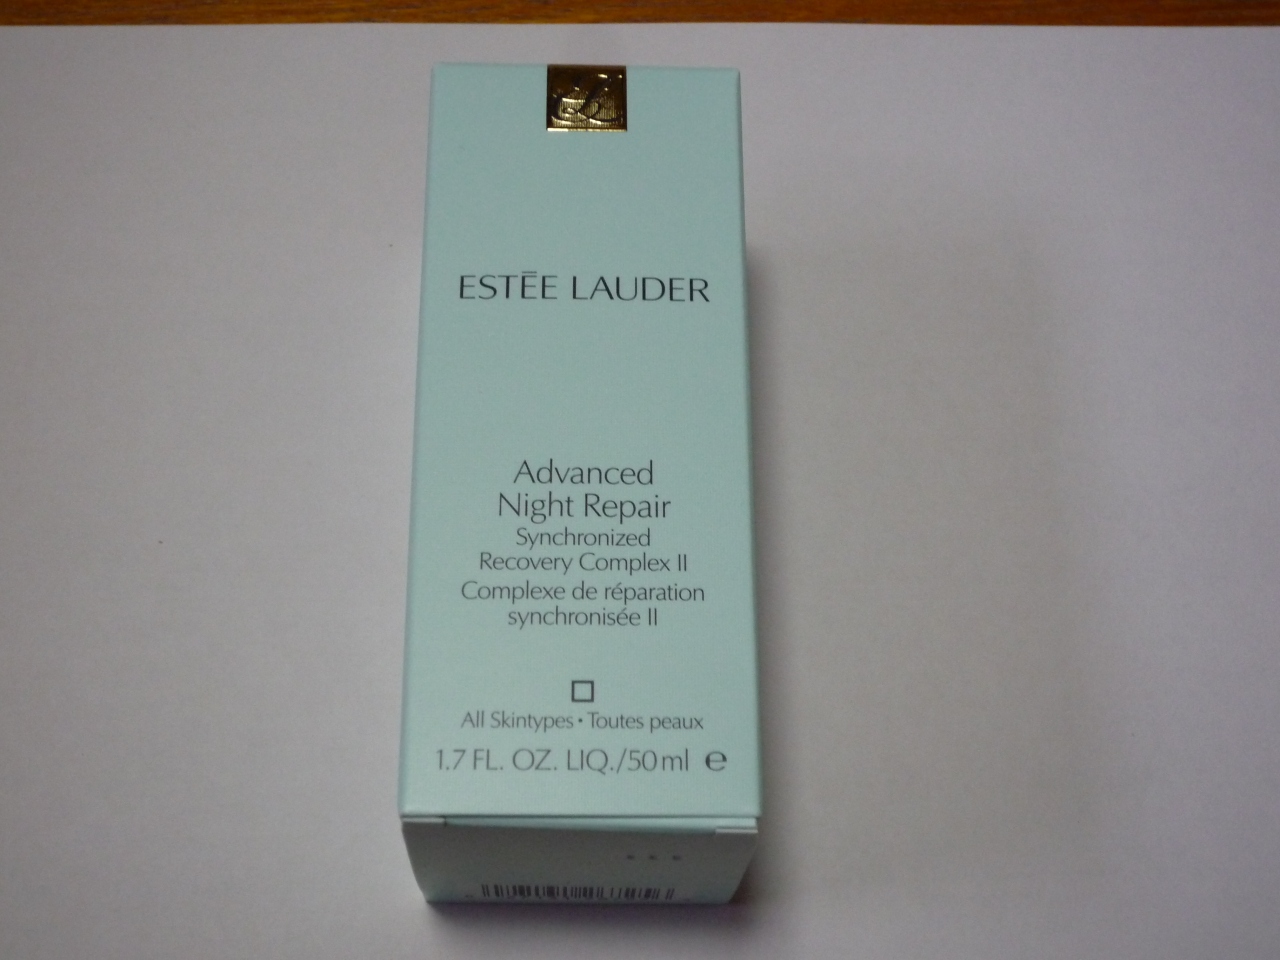 ESTĒE LAUDER
Advanced
Night Repair
Synchronized
Recovery Complex II
Complexe de réparation
synchronisée II
All Skintypes • Toutes peaux
1.7 FL. OZ. LIQ./50 ml ℮